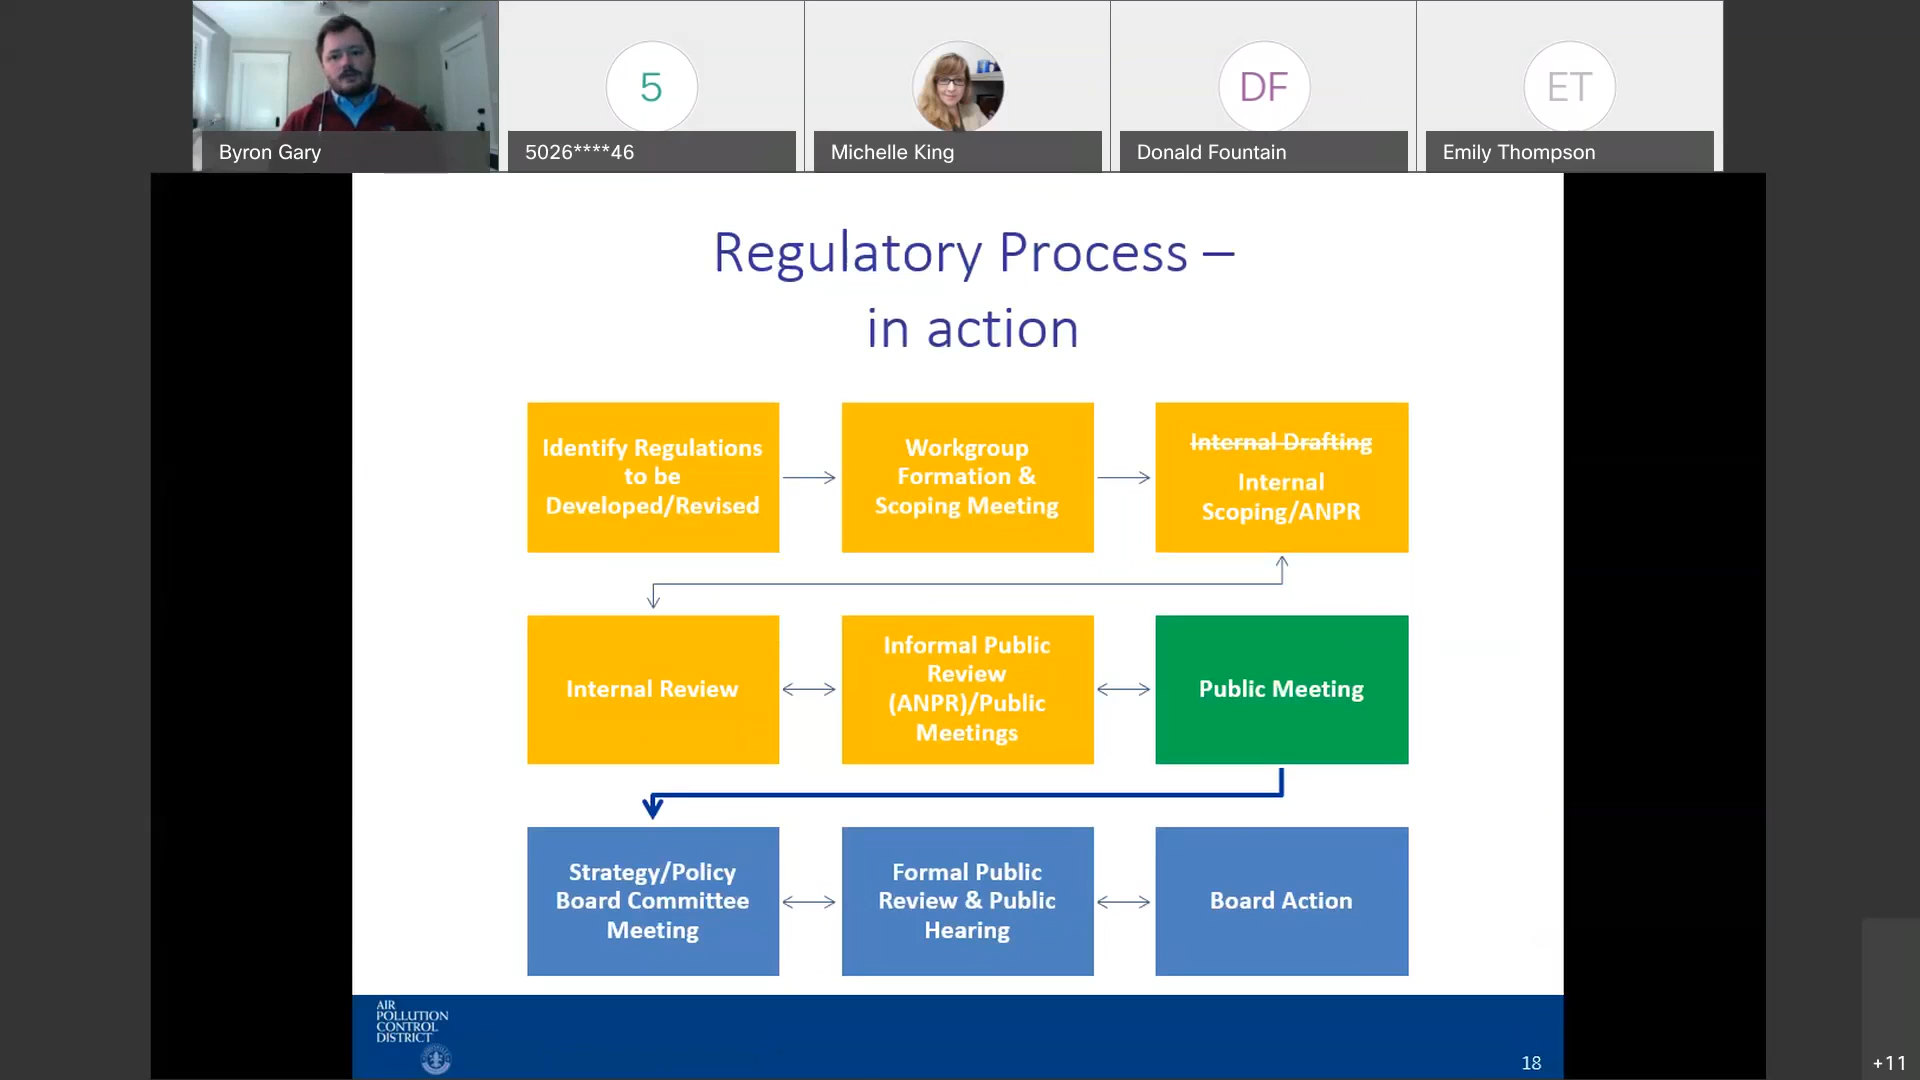 5
DF
ET
Byron Gary
5026****46
Michelle King
Donald Fountain
Emily Thompson
Regulatory Process –
in action
Identify Regulations
to be
Developed/Revised
Workgroup
Formation &
Scoping Meeting
Internal Drafting
Internal
Scoping/ANPR
Internal Review
Informal Public
Review
(ANPR)/Public
Meetings
Public Meeting
Strategy/Policy
Board Committee
Meeting
Formal Public
Review & Public
Hearing
Board Action
AIR
POLLUTION
CONTROL
DISTRICT
18
+11